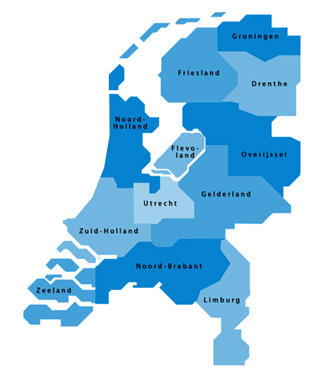 Groningen
Friesland
Drenthe
Noord-
Holland
Flevo-
land
Overijssel
Gelderland
Utrecht
Zuid-Holland
Noord-Brabant
Zeeland
Limburg